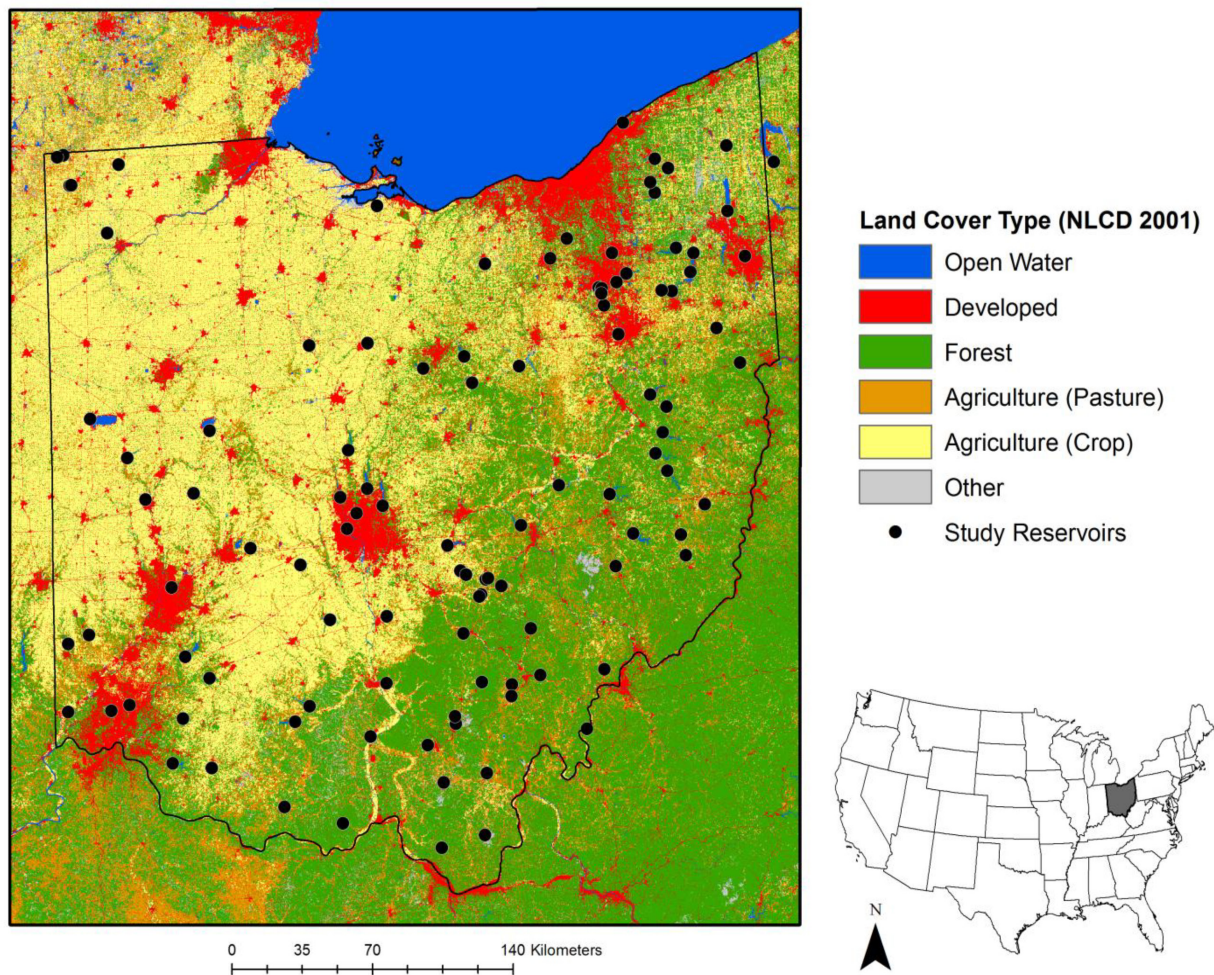 Land Cover Type (NLCD 2001)
Open Water
Developed
Forest
Agriculture (Pasture)
Agriculture (Crop)
Other
Study Reservoirs
N
0 35 70 140 Kilometers